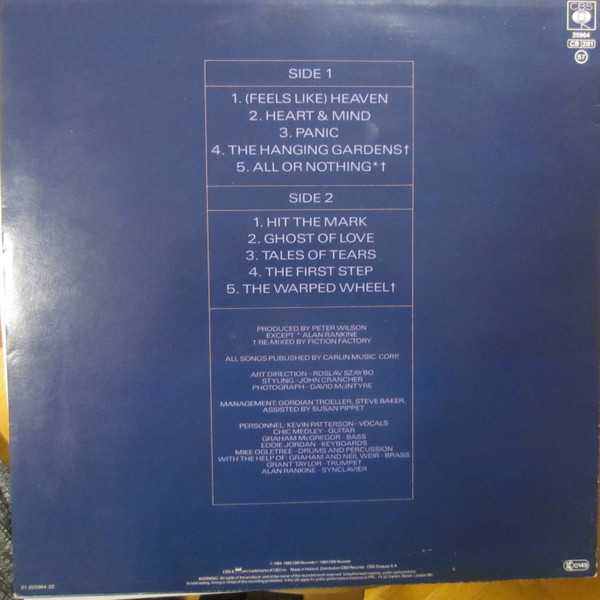 CBS
25964
CB 281
57
SIDE 1
1. (FEELS LIKE) HEAVEN
2. HEART & MIND
3. PANIC
4. THE HANGING GARDENS†
5. ALL OR NOTHING*†
SIDE 2
1. HIT THE MARK
2. GHOST OF LOVE
3. TALES OF TEARS
4. THE FIRST STEP
5. THE WARPED WHEEL†
PRODUCED BY PETER WILSON
EXCEPT * ALAN RANKINE
† RE-MIXED BY FICTION FACTORY
ALL SONGS PUBLISHED BY CARLIN MUSIC CORP.
ART DIRECTION - ROSLAV SZAYBO
STYLING - JOHN CRANCHER
PHOTOGRAPH - DAVID McINTYRE
MANAGEMENT: GORDIAN TROELLER, STEVE BAKER,
ASSISTED BY SUSAN PIPPET
PERSONNEL: KEVIN PATTERSON - VOCALS
CHIC MEDLEY - GUITAR
GRAHAM McGREGOR - BASS
EDDIE JORDAN - KEYBOARDS
MIKE OGLETREE - DRUMS AND PERCUSSION
WITH THE HELP OF: GRAHAM AND NEIL WEIR - BRASS
GRANT TAYLOR - TRUMPET
ALAN RANKINE - SYNCLAVIER
01-025964-20